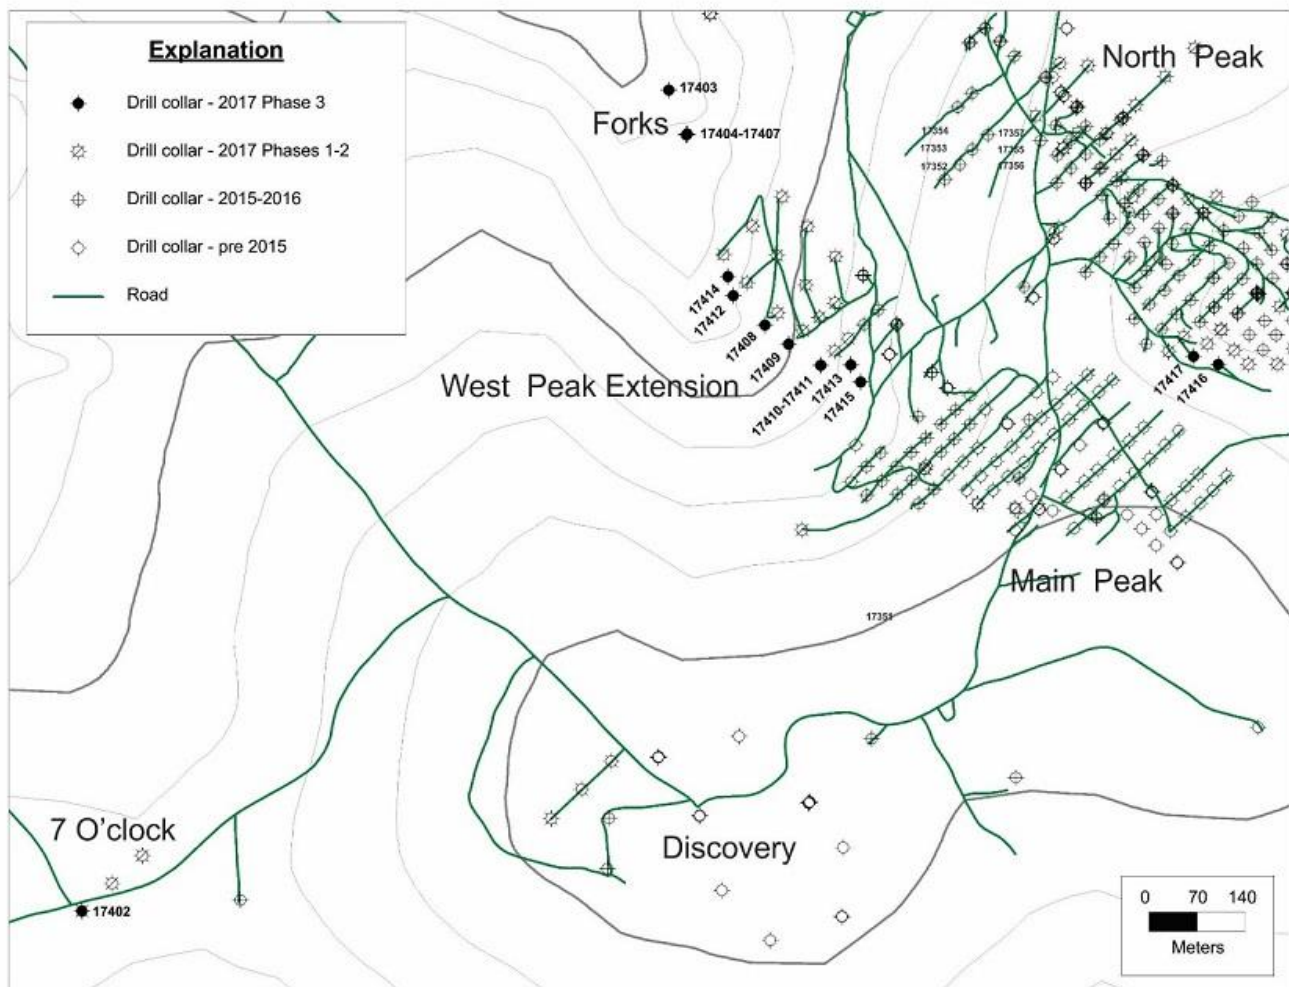 Explanation
Drill collar - 2017 Phase 3
Drill collar - 2017 Phases 1-2
Drill collar - 2015-2016
Drill collar - pre 2015
Road
North Peak
17403
Forks
17404-17407
17354
17353
17352
17357
17355
17356
17414
17412
17408
17409
17410-17411
17413
17415
17417
17416
West Peak Extension
Main Peak
17351
7 O'clock
17402
Discovery
0 70 140
Meters